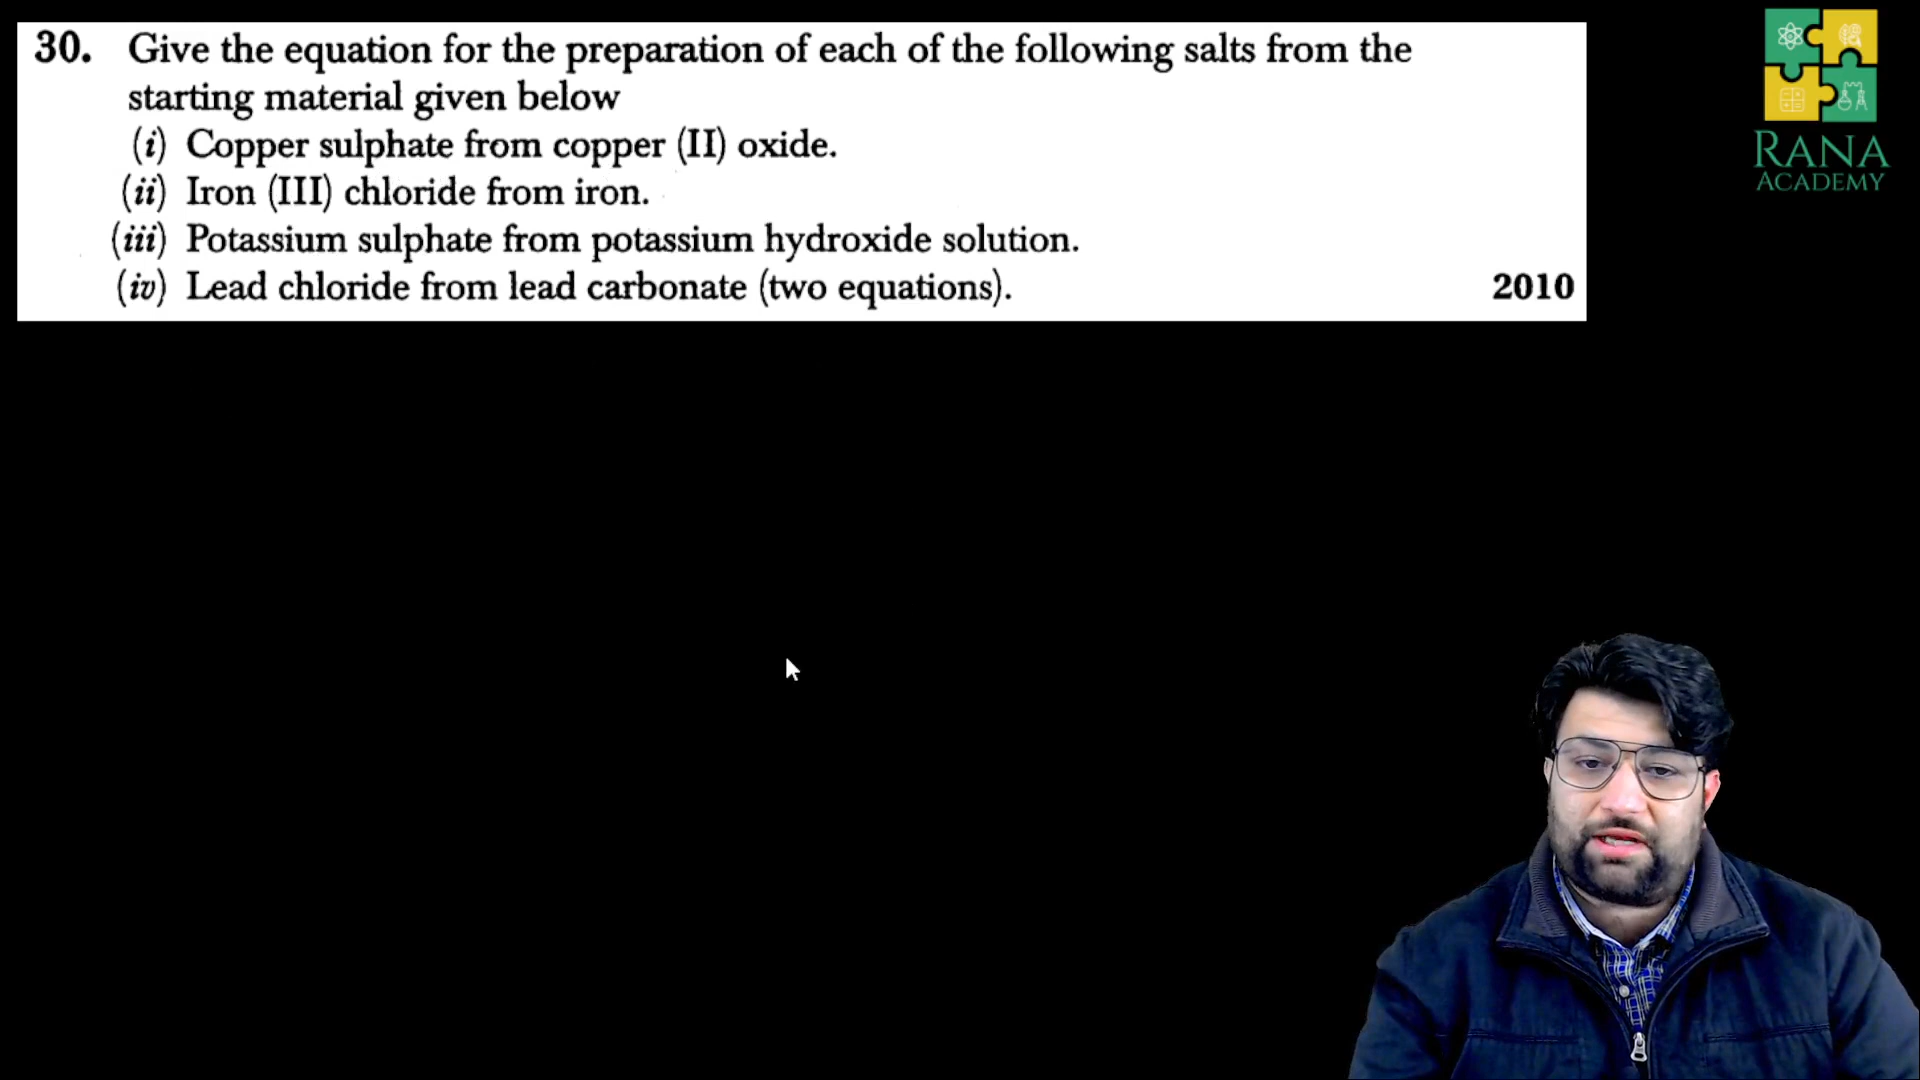 30. Give the equation for the preparation of each of the following salts from the
starting material given below
(i) Copper sulphate from copper (II) oxide.
(ii) Iron (III) chloride from iron.
(iii) Potassium sulphate from potassium hydroxide solution.
(iv) Lead chloride from lead carbonate (two equations). 2010
RANA
ACADEMY